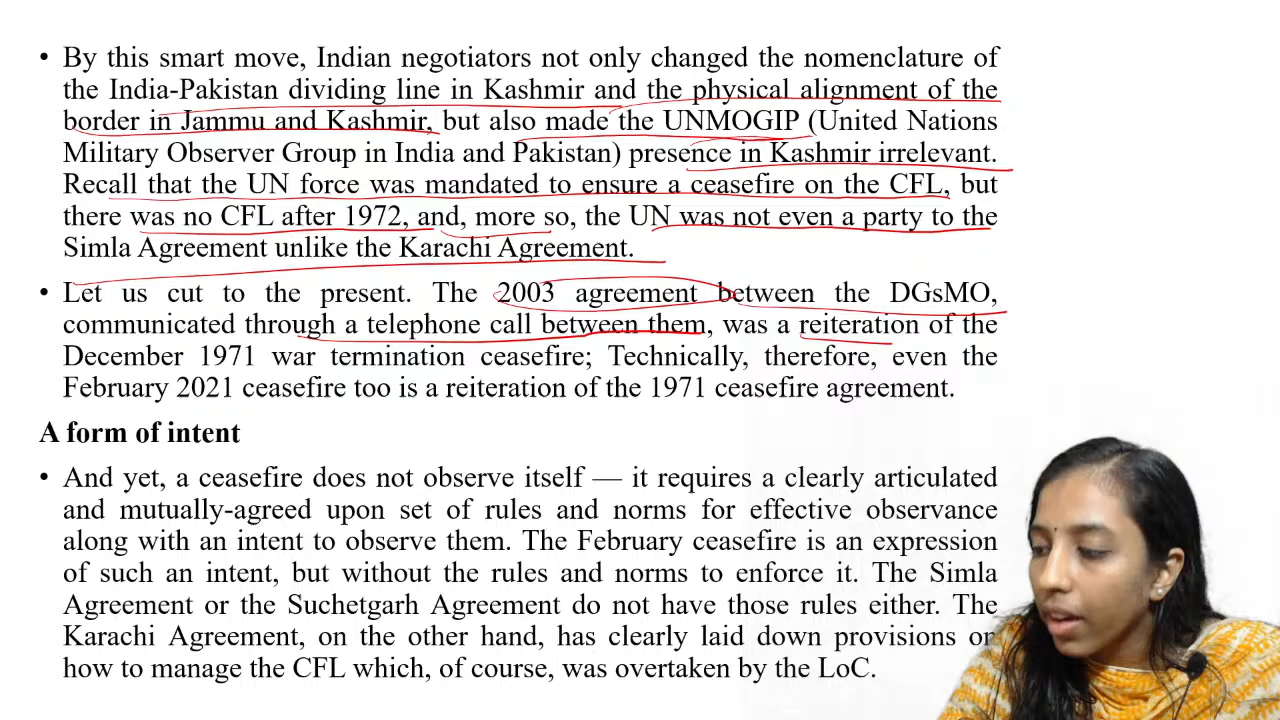 • By this smart move, Indian negotiators not only changed the nomenclature of
the India-Pakistan dividing line in Kashmir and the physical alignment of the
border in Jammu and Kashmir, but also made the UNMOGIP (United Nations
Military Observer Group in India and Pakistan) presence in Kashmir irrelevant.
Recall that the UN force was mandated to ensure a ceasefire on the CFL, but
there was no CFL after 1972, and, more so, the UN was not even a party to the
Simla Agreement unlike the Karachi Agreement.
• Let us cut to the present. The 2003 agreement between the DGsMO,
communicated through a telephone call between them, was a reiteration of the
December 1971 war termination ceasefire; Technically, therefore, even the
February 2021 ceasefire too is a reiteration of the 1971 ceasefire agreement.
A form of intent
• And yet, a ceasefire does not observe itself — it requires a clearly articulated
and mutually-agreed upon set of rules and norms for effective observance
along with an intent to observe them. The February ceasefire is an expression
of such an intent, but without the rules and norms to enforce it. The Simla
Agreement or the Suchetgarh Agreement do not have those rules either. The
Karachi Agreement, on the other hand, has clearly laid down provisions on
how to manage the CFL which, of course, was overtaken by the LoC.